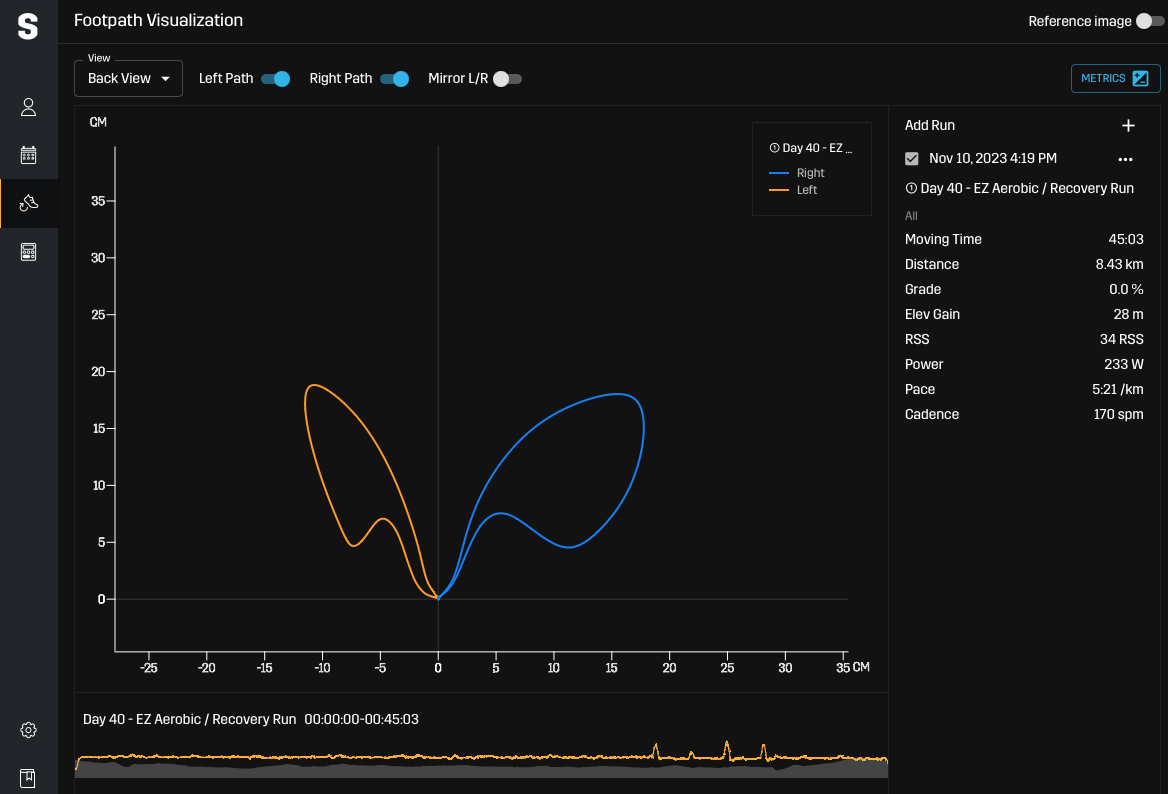 S
Footpath Visualization
Reference image
View
Back View
Left Path
Right Path
Mirror L/R
METRICS
CM
35
30
25
20
15
10
5
0
-25 -20 -15 -10 -5 0 5 10 15 20 25 30 35 CM
1 Day 40 - EZ ...
Right
Left
Add Run
Nov 10, 2023 4:19 PM
1 Day 40 - EZ Aerobic / Recovery Run
All
Moving Time 45:03
Distance 8.43 km
Grade 0.0 %
Elev Gain 28 m
RSS 34 RSS
Power 233 W
Pace 5:21 /km
Cadence 170 spm
Day 40 - EZ Aerobic / Recovery Run 00:00:00-00:45:03